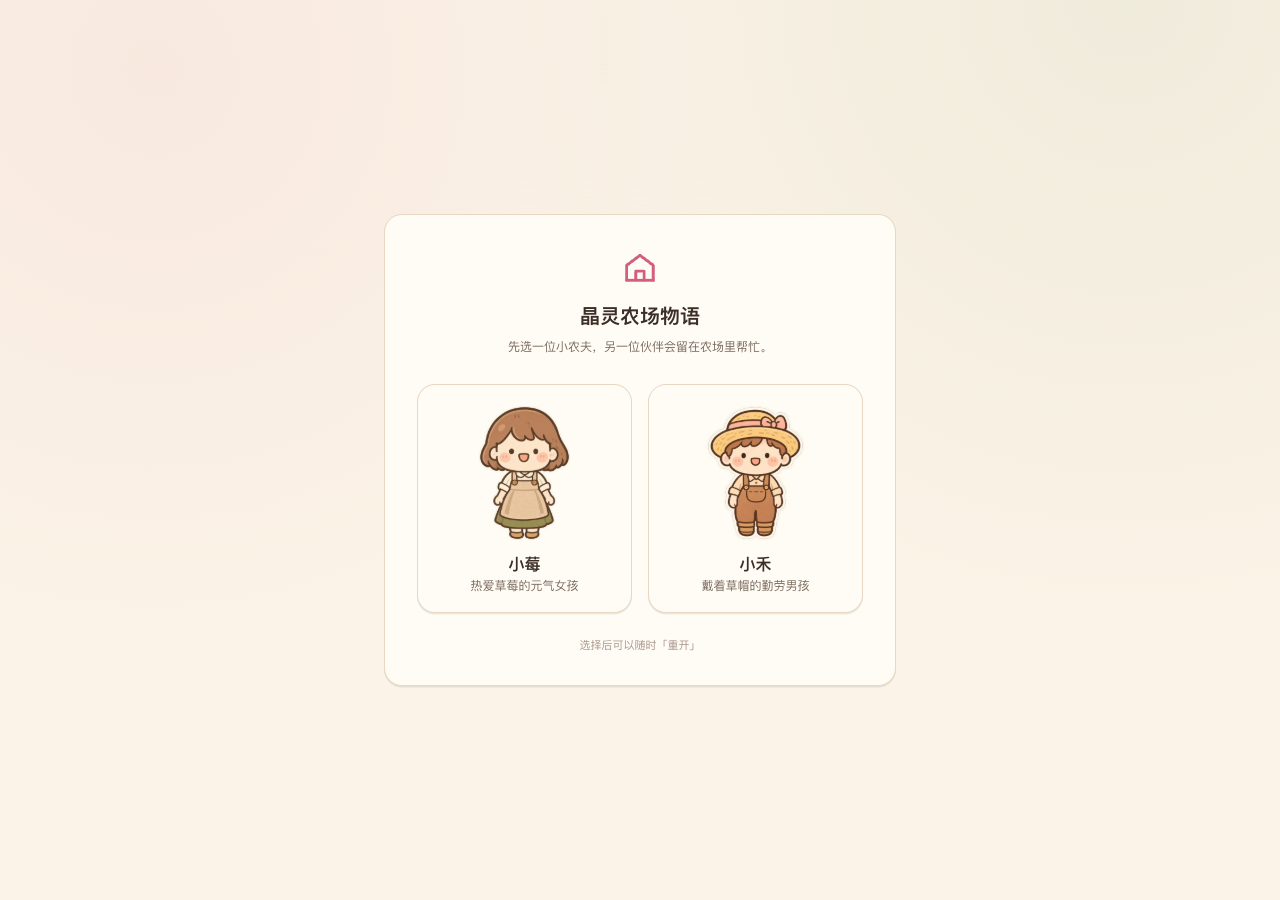 晶灵农场物语
先选一位小农夫，另一位伙伴会留在农场里帮忙。
小莓
热爱草莓的元气女孩
小禾
戴着草帽的勤劳男孩
选择后可以随时「重开」